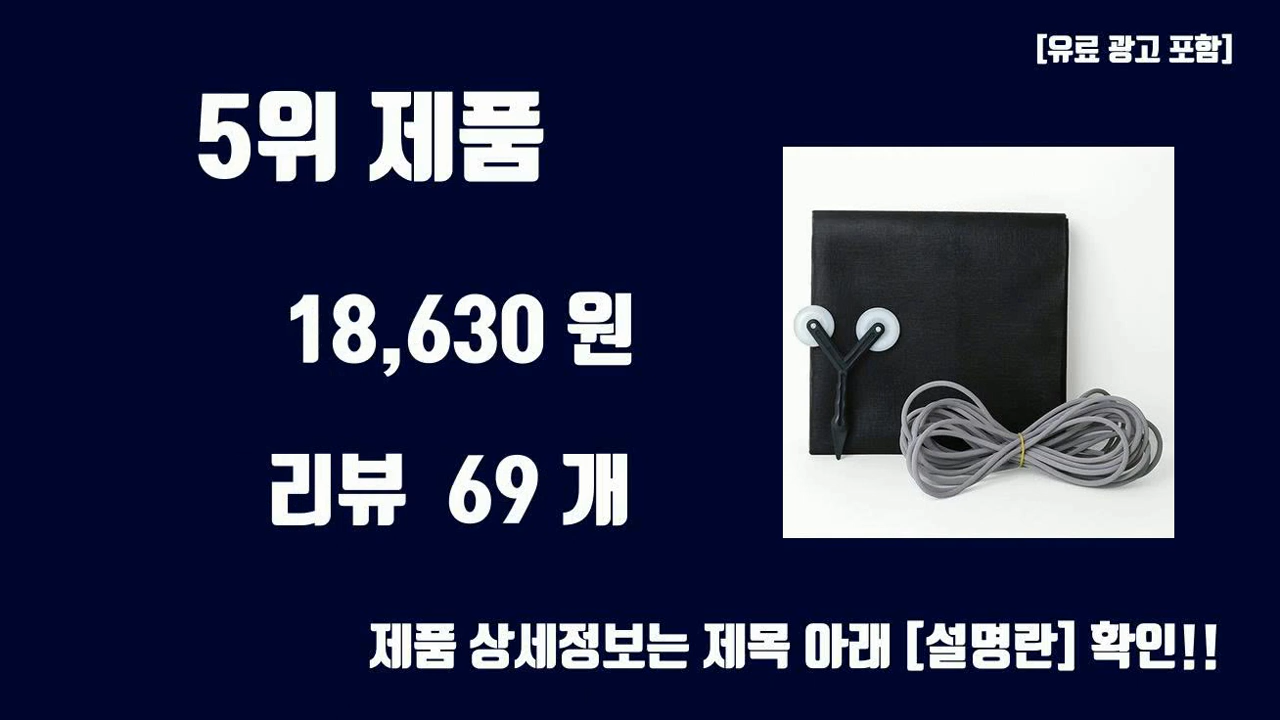 [유료 광고 포함]
5위 제품
18,630 원
리뷰 69 개
제품 상세정보는 제목 아래 [설명란] 확인!!